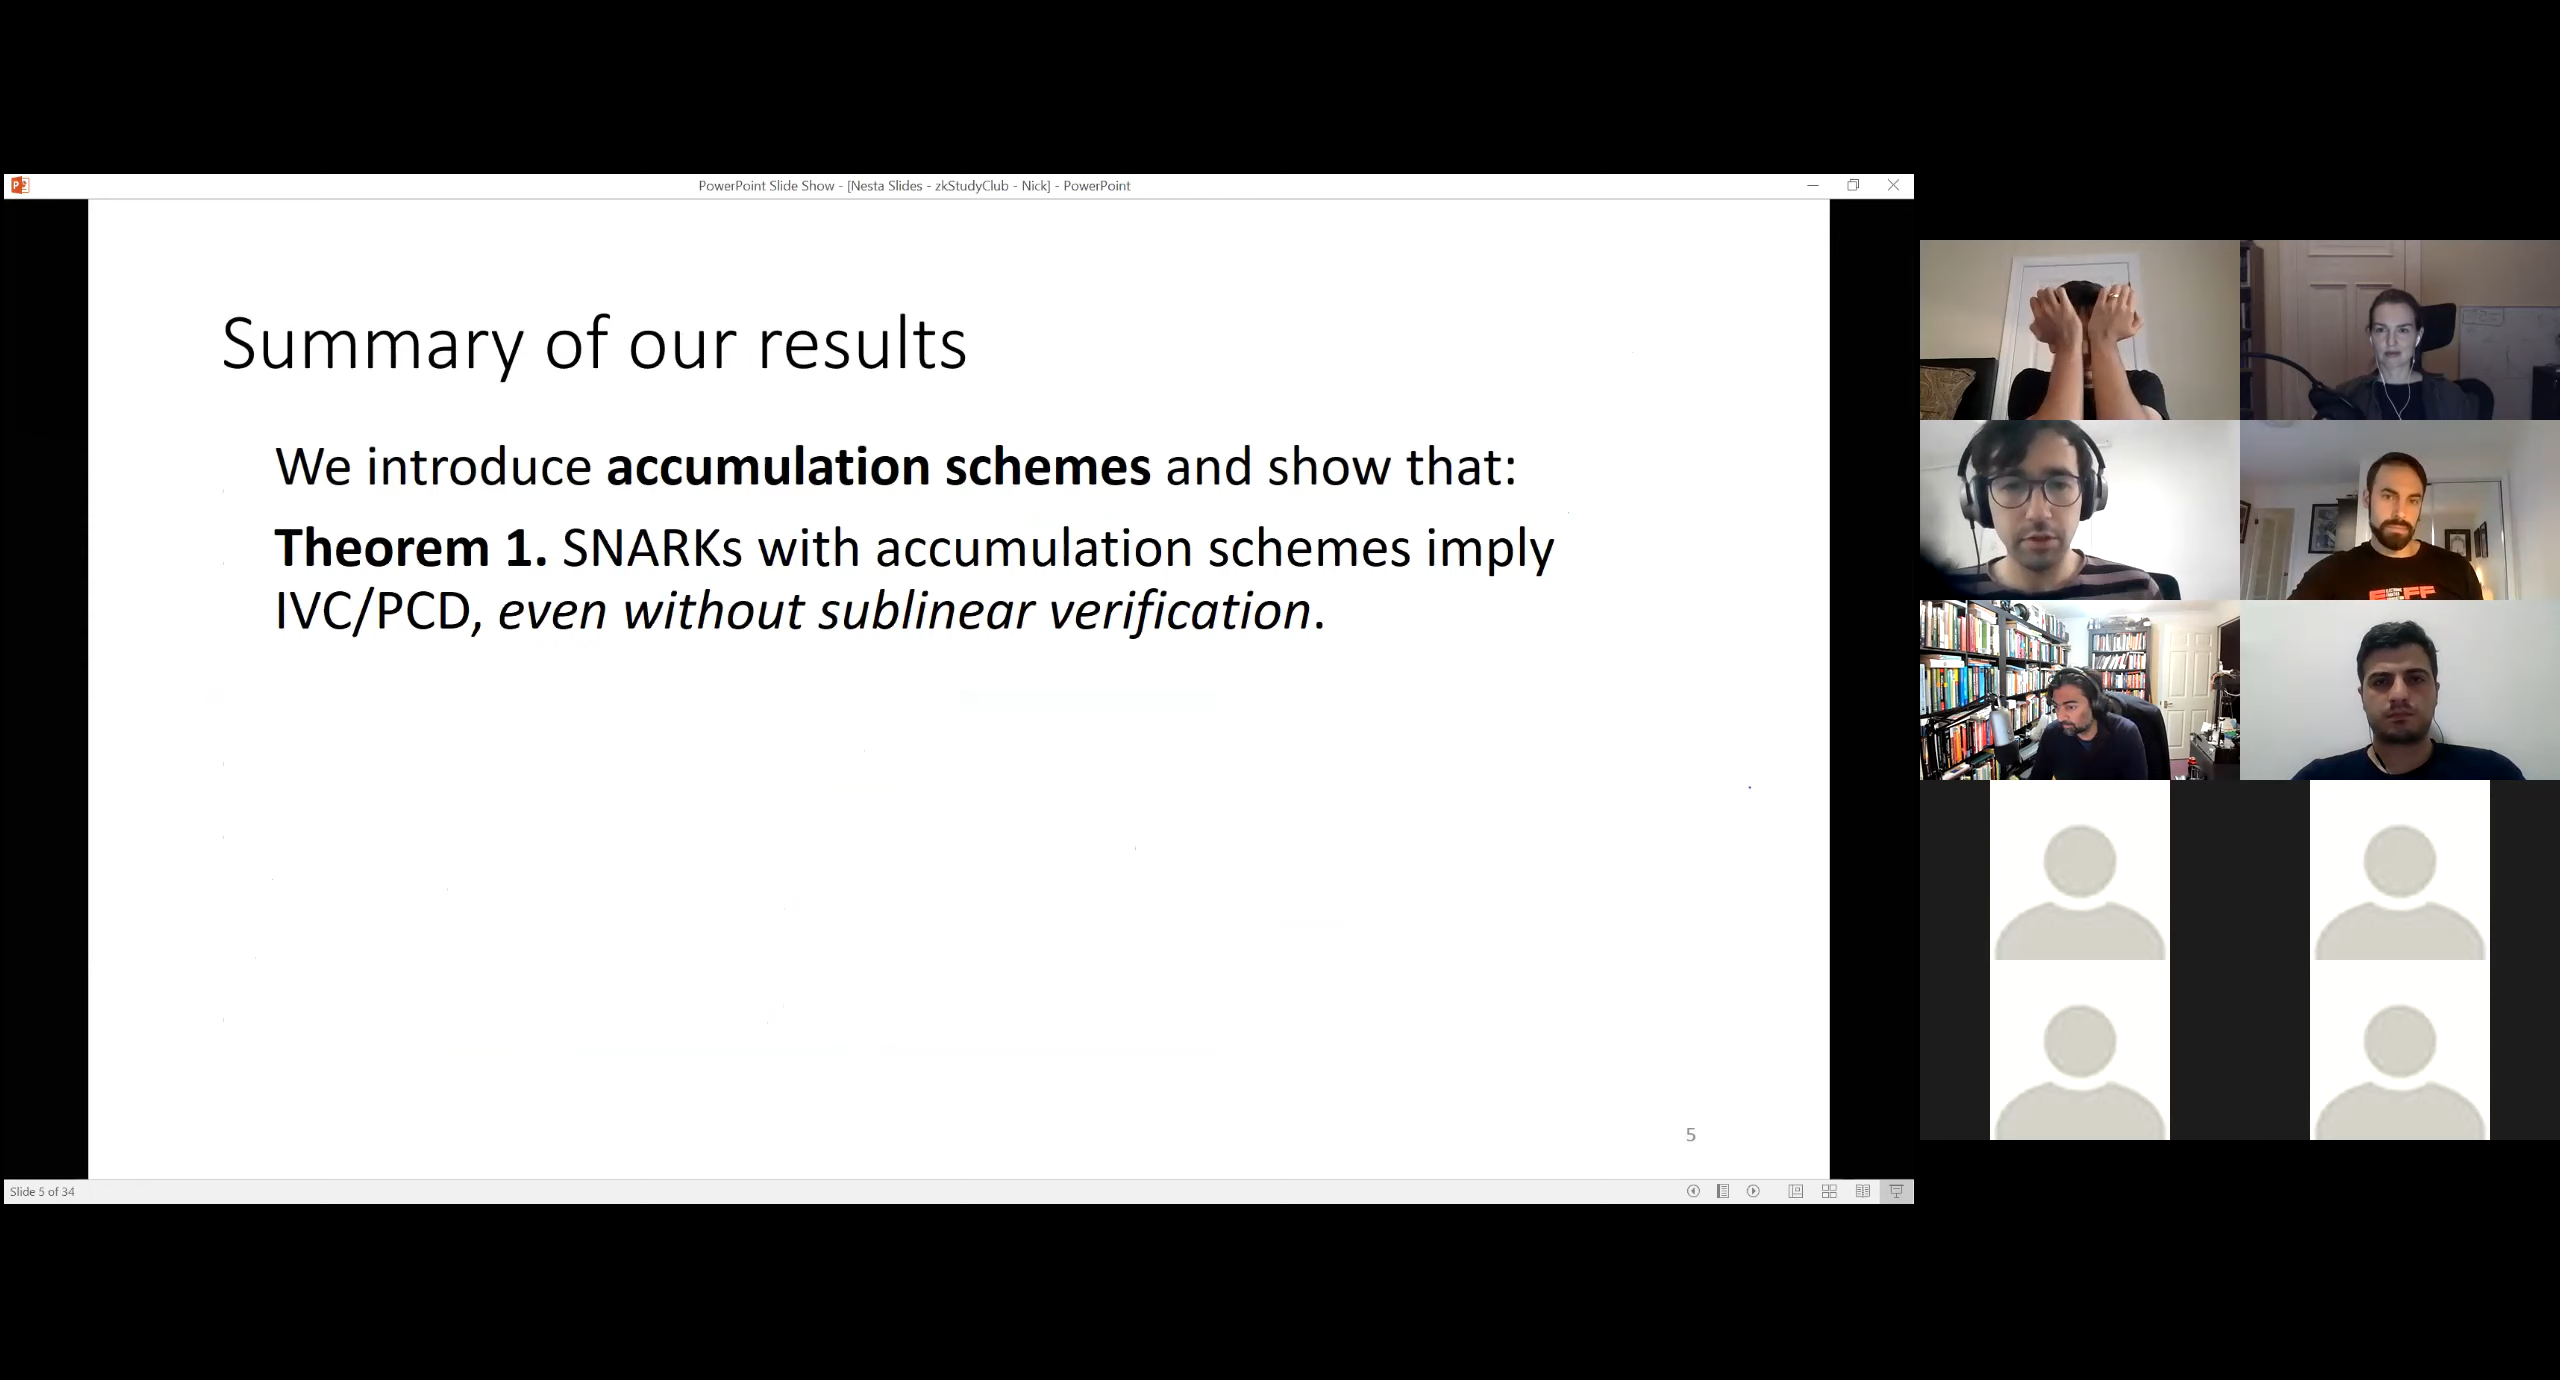 PowerPoint Slide Show - [Nesta Slides - zkStudyClub - Nick] - PowerPoint
Summary of our results
We introduce accumulation schemes and show that:
Theorem 1. SNARKs with accumulation schemes imply
IVC/PCD, even without sublinear verification.
5
Slide 5 of 34